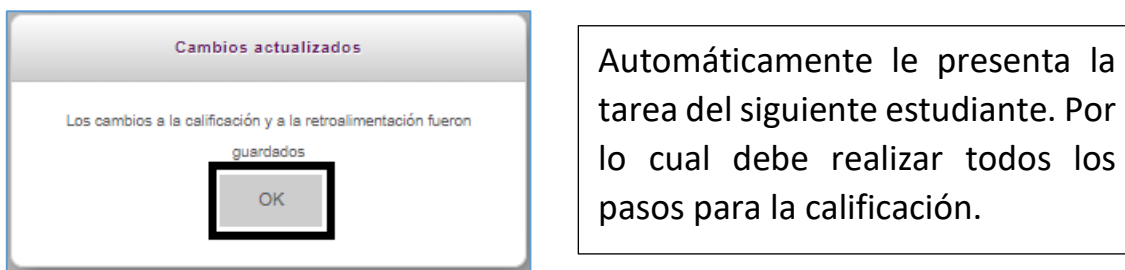 Cambios actualizados
Los cambios a la calificación y a la retroalimentación fueron
guardados
OK
Automáticamente le presenta la
tarea del siguiente estudiante. Por
lo cual debe realizar todos los
pasos para la calificación.